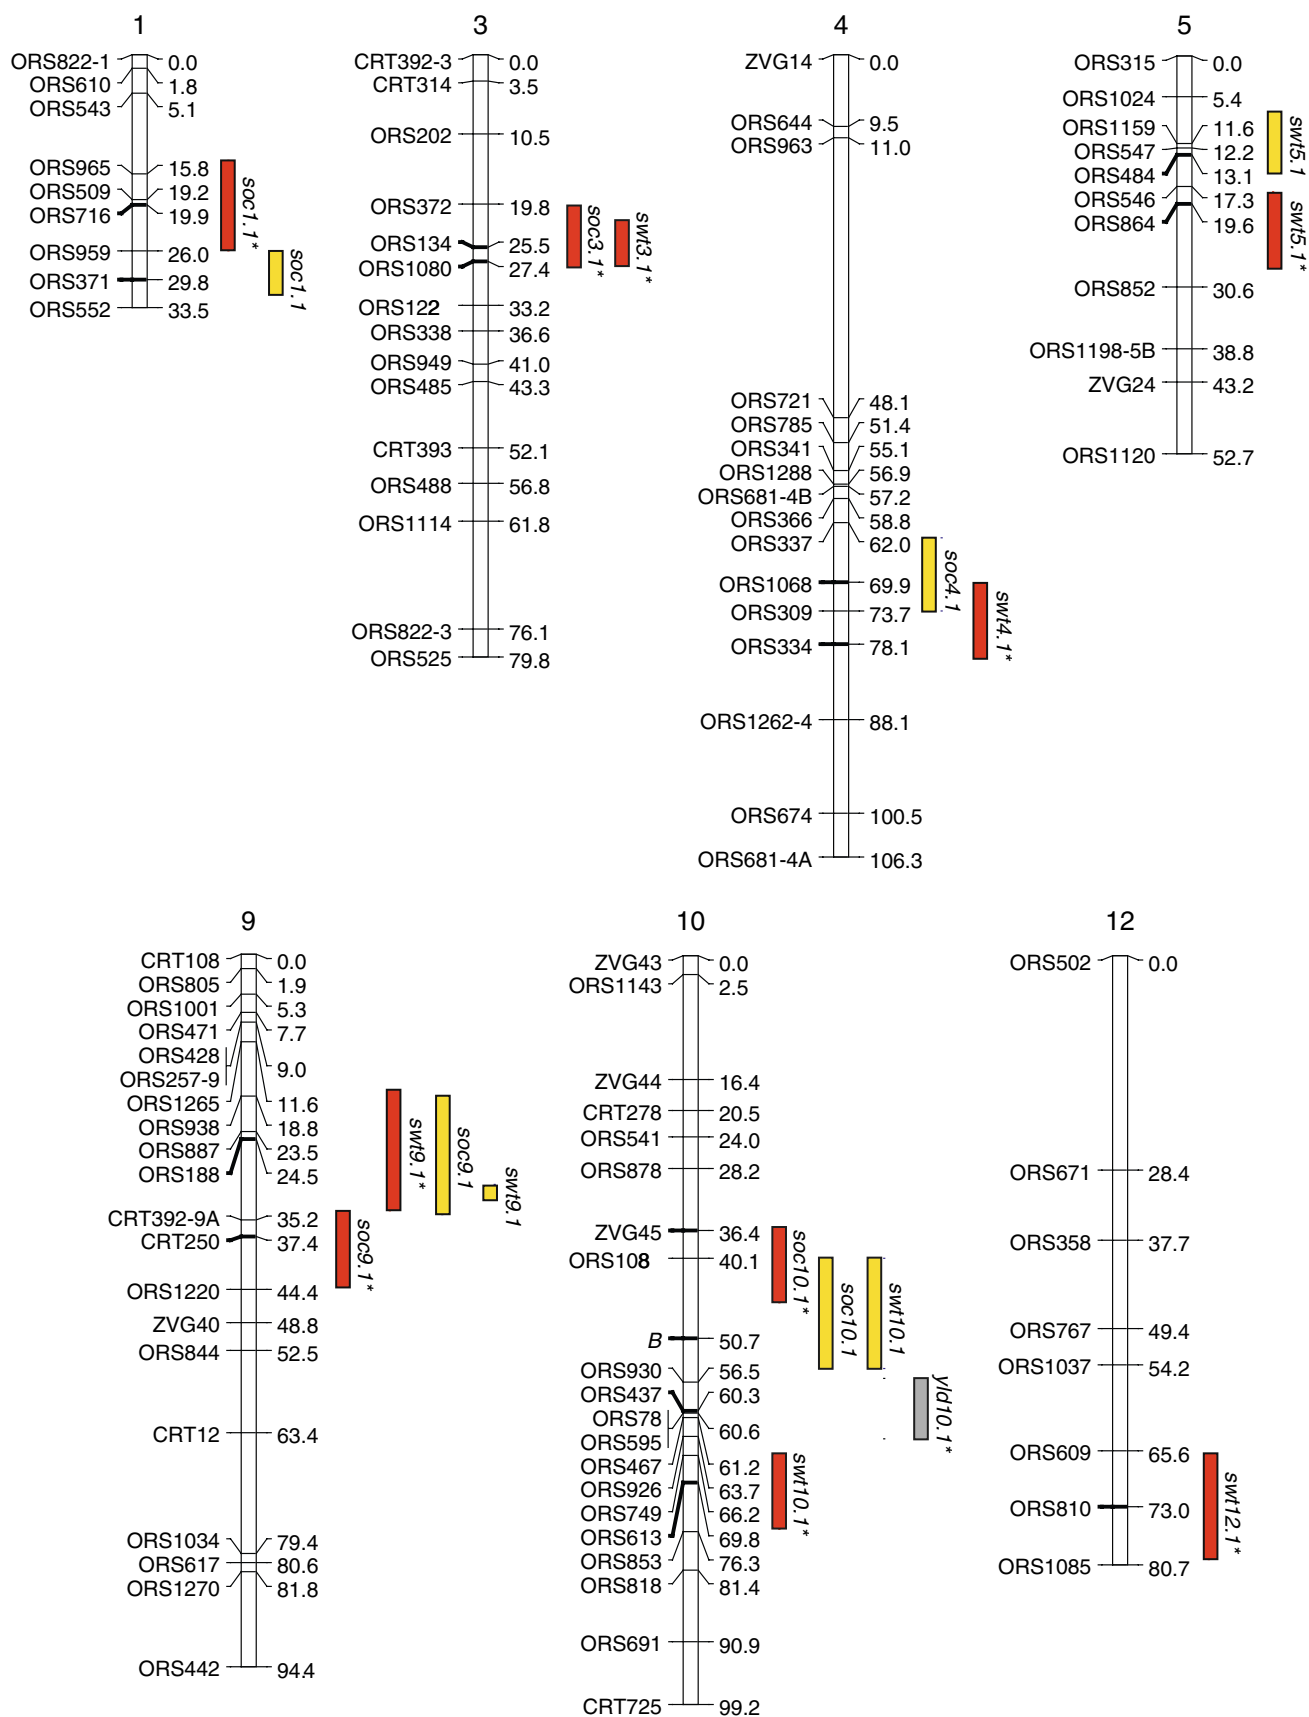 1
ORS822-1 0.0
ORS610 1.8
ORS543 5.1
ORS965 15.8
ORS509 19.2
ORS716 19.9
ORS959 26.0
ORS371 29.8
ORS552 33.5
soc1.1*
soc1.1
3
CRT392-3 0.0
CRT314 3.5
ORS202 10.5
ORS372 19.8
ORS134 25.5
ORS1080 27.4
ORS122 33.2
ORS338 36.6
ORS949 41.0
ORS485 43.3
CRT393 52.1
ORS488 56.8
ORS1114 61.8
ORS822-3 76.1
ORS525 79.8
soc3.1*
swt3.1*
4
ZVG14 0.0
ORS644 9.5
ORS963 11.0
ORS721 48.1
ORS785 51.4
ORS341 55.1
ORS1288 56.9
ORS681-4B 57.2
ORS366 58.8
ORS337 62.0
ORS1068 69.9
ORS309 73.7
ORS334 78.1
ORS1262-4 88.1
ORS674 100.5
ORS681-4A 106.3
soc4.1
swt4.1*
5
ORS315 0.0
ORS1024 5.4
ORS1159 11.6
ORS547 12.2
ORS484 13.1
ORS546 17.3
ORS864 19.6
ORS852 30.6
ORS1198-5B 38.8
ZVG24 43.2
ORS1120 52.7
swt5.1
swt5.1*
9
CRT108 0.0
ORS805 1.9
ORS1001 5.3
ORS471 7.7
ORS428
ORS257-9 9.0
ORS1265 11.6
ORS938 18.8
ORS887 23.5
ORS188 24.5
CRT392-9A 35.2
CRT250 37.4
ORS1220 44.4
ZVG40 48.8
ORS844 52.5
CRT12 63.4
ORS1034 79.4
ORS617 80.6
ORS1270 81.8
ORS442 94.4
soc9.1*
swt9.1*
soc9.1
swt9.1
10
ZVG43 0.0
ORS1143 2.5
ZVG44 16.4
CRT278 20.5
ORS541 24.0
ORS878 28.2
ZVG45 36.4
ORS108 40.1
B 50.7
ORS930 56.5
ORS437 60.3
ORS78
ORS595 60.6
ORS467 61.2
ORS926 63.7
ORS749 66.2
ORS613 69.8
ORS853 76.3
ORS818 81.4
ORS691 90.9
CRT725 99.2
soc10.1*
soc10.1
swt10.1
yld10.1*
swt10.1*
12
ORS502 0.0
ORS671 28.4
ORS358 37.7
ORS767 49.4
ORS1037 54.2
ORS609 65.6
ORS810 73.0
ORS1085 80.7
swt12.1*